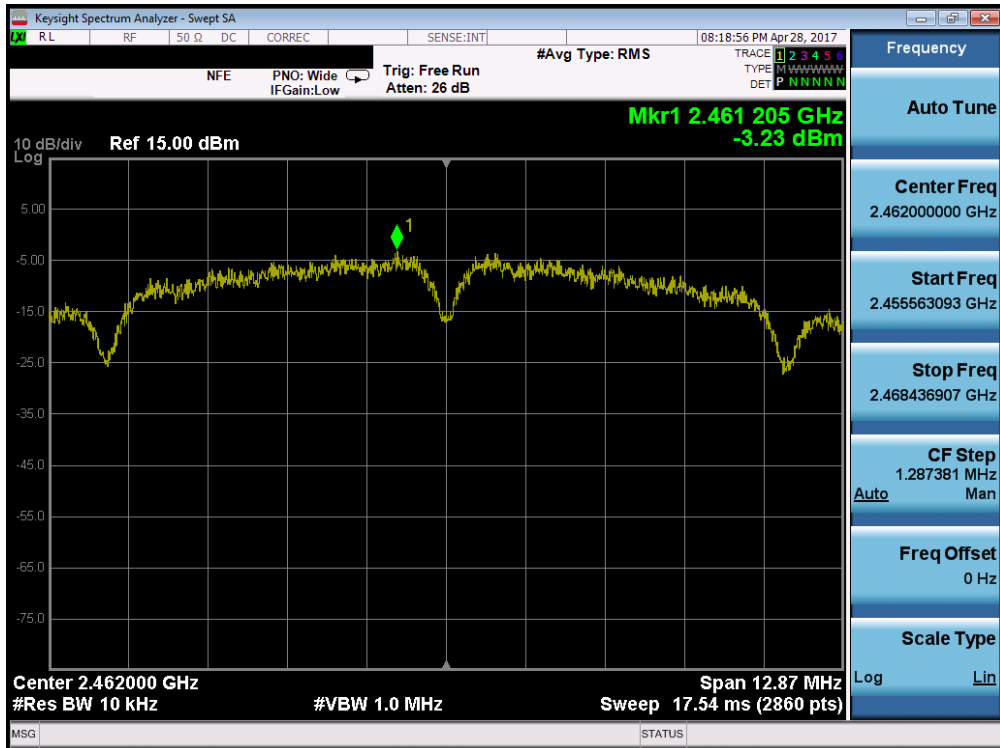 Keysight Spectrum Analyzer - Swept SA
LXI RL RF 50 Ω DC CORREC SENSE:INT 08:18:56 PM Apr 28, 2017
#Avg Type: RMS
TRACE 1 2 3 4 5 6
TYPE M WWWWW
DET P N N N N N
NFE
PNO: Wide
IFGain:Low
Trig: Free Run
Atten: 26 dB
Mkr1 2.461 205 GHz
-3.23 dBm
10 dB/div
Log
Ref 15.00 dBm
1
5.00
-5.00
-15.0
-25.0
-35.0
-45.0
-55.0
-65.0
-75.0
Center 2.462000 GHz
#Res BW 10 kHz
#VBW 1.0 MHz
Span 12.87 MHz
Sweep 17.54 ms (2860 pts)
MSG
STATUS
Frequency
Auto Tune
Center Freq
2.462000000 GHz
Start Freq
2.455563093 GHz
Stop Freq
2.468436907 GHz
CF Step
1.287381 MHz
Auto Man
Freq Offset
0 Hz
Scale Type
Log Lin